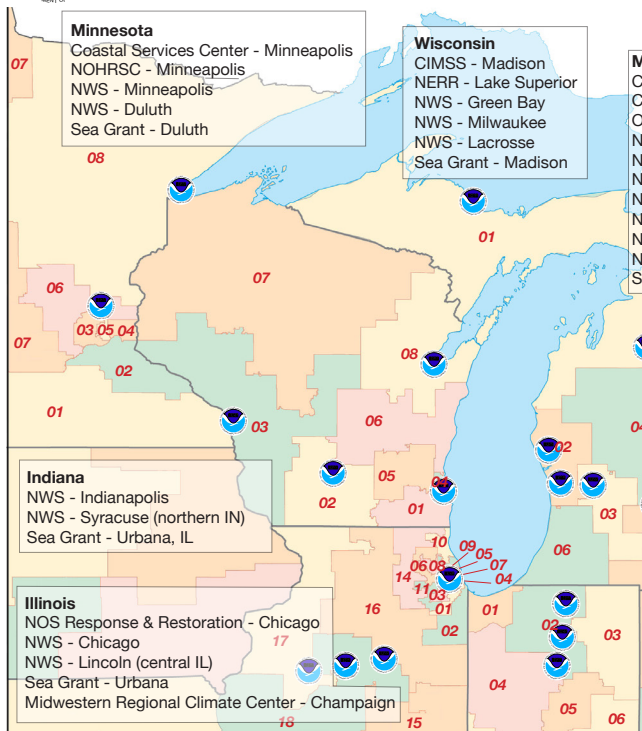 Minnesota
Coastal Services Center - Minneapolis
NOHRSC - Minneapolis
NWS - Minneapolis
NWS - Duluth
Sea Grant - Duluth
Wisconsin
CIMSS - Madison
NERR - Lake Superior
NWS - Green Bay
NWS - Milwaukee
NWS - Lacrosse
Sea Grant - Madison
M
C
C
C
N
N
N
N
N
N
N
S
07
08
01
07
06
03 05 04
07
02
08
01
03
06
02
05
04
01
02
04
03
06
Indiana
NWS - Indianapolis
NWS - Syracuse (northern IN)
Sea Grant - Urbana, IL
10
09
05
07
04
06 08
14
11
03
01
02
16
01
02
03
04
05
06
Illinois
NOS Response & Restoration - Chicago
NWS - Chicago
NWS - Lincoln (central IL)
Sea Grant - Urbana
Midwestern Regional Climate Center - Champaign
17
18
15